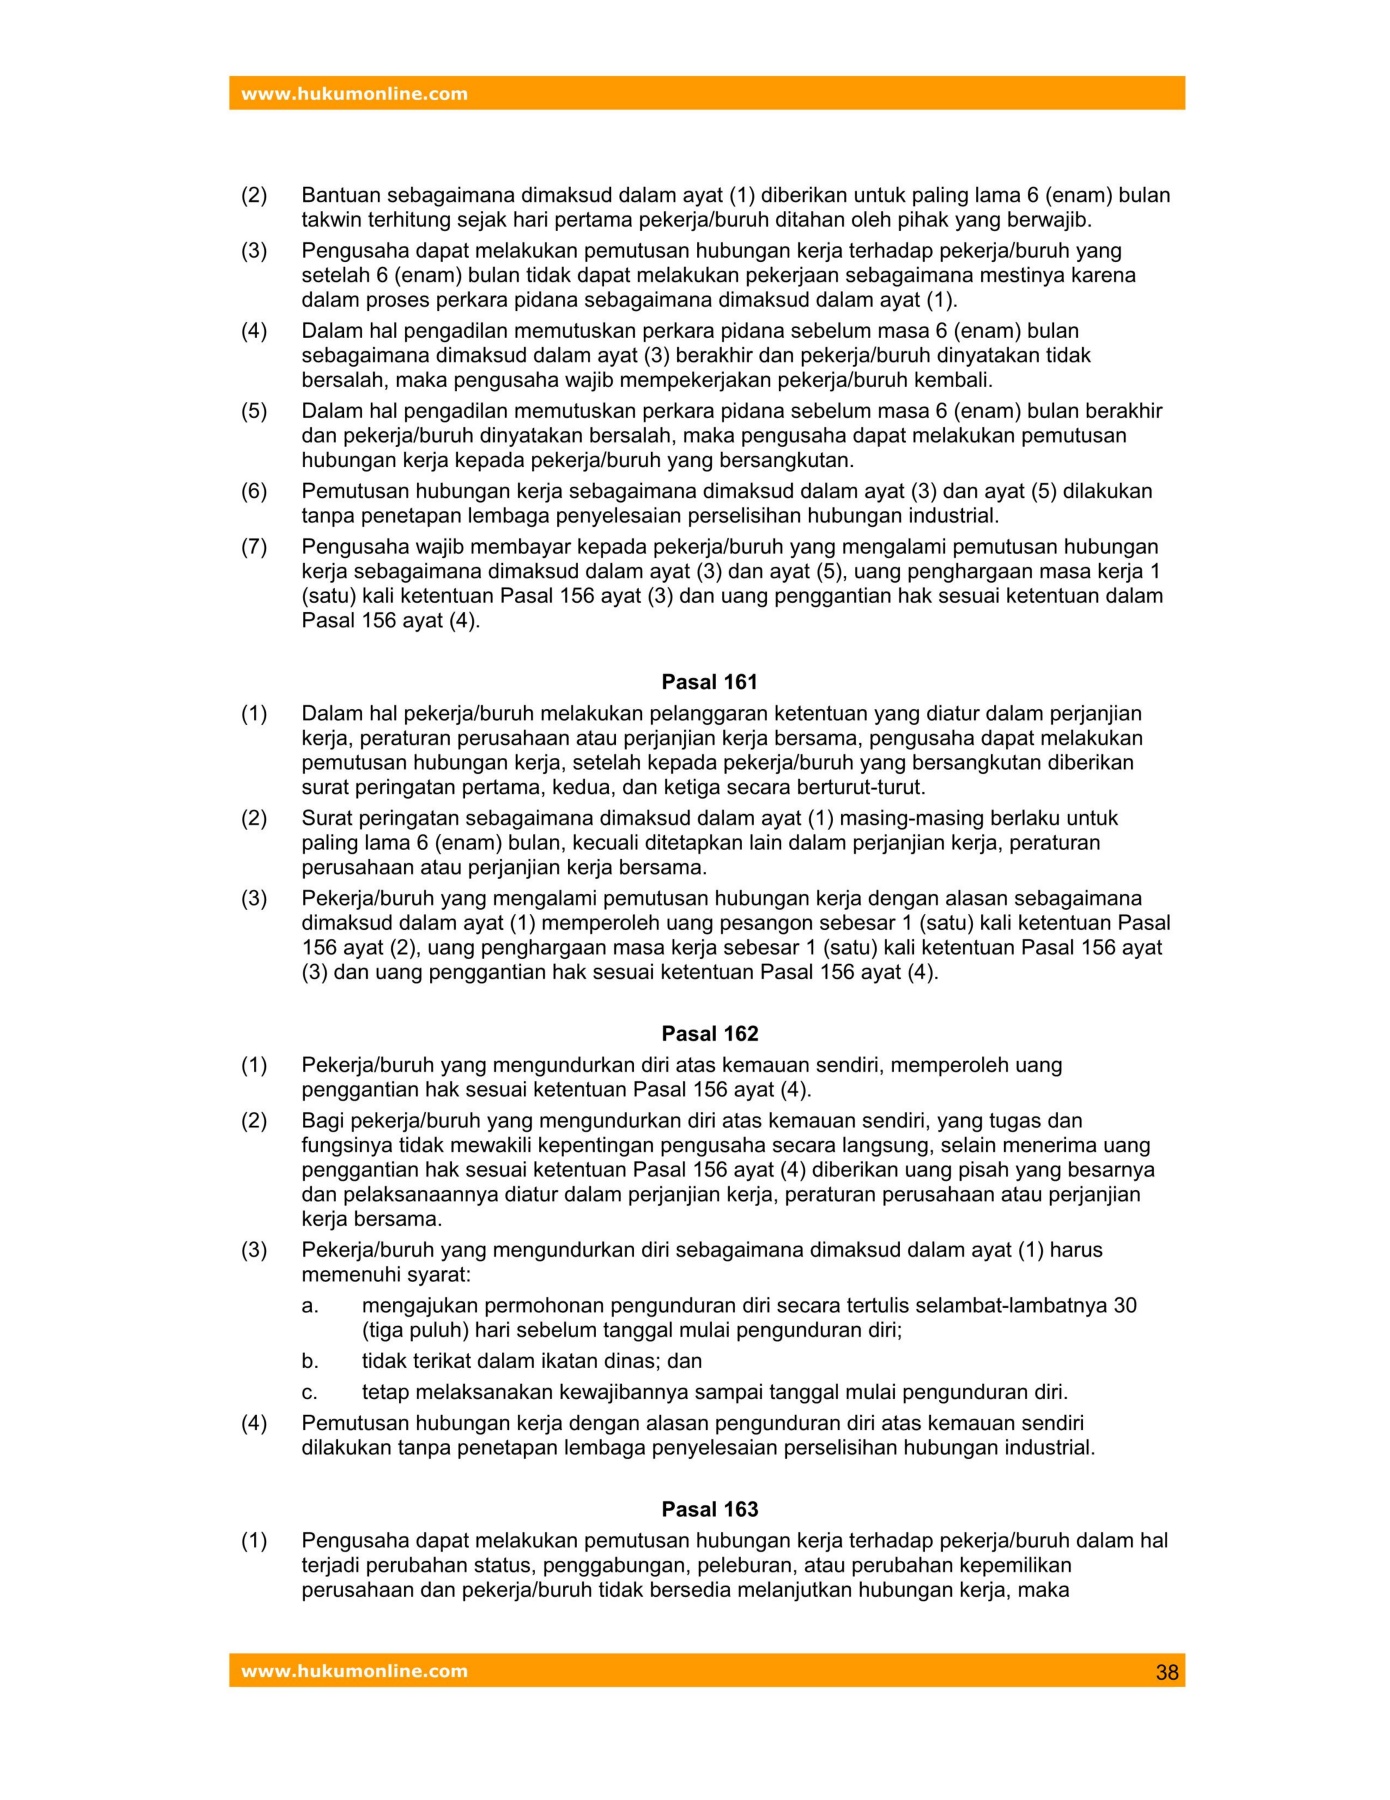 www.hukumonline.com
(2) Bantuan sebagaimana dimaksud dalam ayat (1) diberikan untuk paling lama 6 (enam) bulan
takwin terhitung sejak hari pertama pekerja/buruh ditahan oleh pihak yang berwajib.
(3) Pengusaha dapat melakukan pemutusan hubungan kerja terhadap pekerja/buruh yang
setelah 6 (enam) bulan tidak dapat melakukan pekerjaan sebagaimana mestinya karena
dalam proses perkara pidana sebagaimana dimaksud dalam ayat (1).
(4) Dalam hal pengadilan memutuskan perkara pidana sebelum masa 6 (enam) bulan
sebagaimana dimaksud dalam ayat (3) berakhir dan pekerja/buruh dinyatakan tidak
bersalah, maka pengusaha wajib mempekerjakan pekerja/buruh kembali.
(5) Dalam hal pengadilan memutuskan perkara pidana sebelum masa 6 (enam) bulan berakhir
dan pekerja/buruh dinyatakan bersalah, maka pengusaha dapat melakukan pemutusan
hubungan kerja kepada pekerja/buruh yang bersangkutan.
(6) Pemutusan hubungan kerja sebagaimana dimaksud dalam ayat (3) dan ayat (5) dilakukan
tanpa penetapan lembaga penyelesaian perselisihan hubungan industrial.
(7) Pengusaha wajib membayar kepada pekerja/buruh yang mengalami pemutusan hubungan
kerja sebagaimana dimaksud dalam ayat (3) dan ayat (5), uang penghargaan masa kerja 1
(satu) kali ketentuan Pasal 156 ayat (3) dan uang penggantian hak sesuai ketentuan dalam
Pasal 156 ayat (4).
Pasal 161
(1) Dalam hal pekerja/buruh melakukan pelanggaran ketentuan yang diatur dalam perjanjian
kerja, peraturan perusahaan atau perjanjian kerja bersama, pengusaha dapat melakukan
pemutusan hubungan kerja, setelah kepada pekerja/buruh yang bersangkutan diberikan
surat peringatan pertama, kedua, dan ketiga secara berturut-turut.
(2) Surat peringatan sebagaimana dimaksud dalam ayat (1) masing-masing berlaku untuk
paling lama 6 (enam) bulan, kecuali ditetapkan lain dalam perjanjian kerja, peraturan
perusahaan atau perjanjian kerja bersama.
(3) Pekerja/buruh yang mengalami pemutusan hubungan kerja dengan alasan sebagaimana
dimaksud dalam ayat (1) memperoleh uang pesangon sebesar 1 (satu) kali ketentuan Pasal
156 ayat (2), uang penghargaan masa kerja sebesar 1 (satu) kali ketentuan Pasal 156 ayat
(3) dan uang penggantian hak sesuai ketentuan Pasal 156 ayat (4).
Pasal 162
(1) Pekerja/buruh yang mengundurkan diri atas kemauan sendiri, memperoleh uang
penggantian hak sesuai ketentuan Pasal 156 ayat (4).
(2) Bagi pekerja/buruh yang mengundurkan diri atas kemauan sendiri, yang tugas dan
fungsinya tidak mewakili kepentingan pengusaha secara langsung, selain menerima uang
penggantian hak sesuai ketentuan Pasal 156 ayat (4) diberikan uang pisah yang besarnya
dan pelaksanaannya diatur dalam perjanjian kerja, peraturan perusahaan atau perjanjian
kerja bersama.
(3) Pekerja/buruh yang mengundurkan diri sebagaimana dimaksud dalam ayat (1) harus
memenuhi syarat:
a. mengajukan permohonan pengunduran diri secara tertulis selambat-lambatnya 30
(tiga puluh) hari sebelum tanggal mulai pengunduran diri;
b. tidak terikat dalam ikatan dinas; dan
c. tetap melaksanakan kewajibannya sampai tanggal mulai pengunduran diri.
(4) Pemutusan hubungan kerja dengan alasan pengunduran diri atas kemauan sendiri
dilakukan tanpa penetapan lembaga penyelesaian perselisihan hubungan industrial.
Pasal 163
(1) Pengusaha dapat melakukan pemutusan hubungan kerja terhadap pekerja/buruh dalam hal
terjadi perubahan status, penggabungan, peleburan, atau perubahan kepemilikan
perusahaan dan pekerja/buruh tidak bersedia melanjutkan hubungan kerja, maka
www.hukumonline.com 38